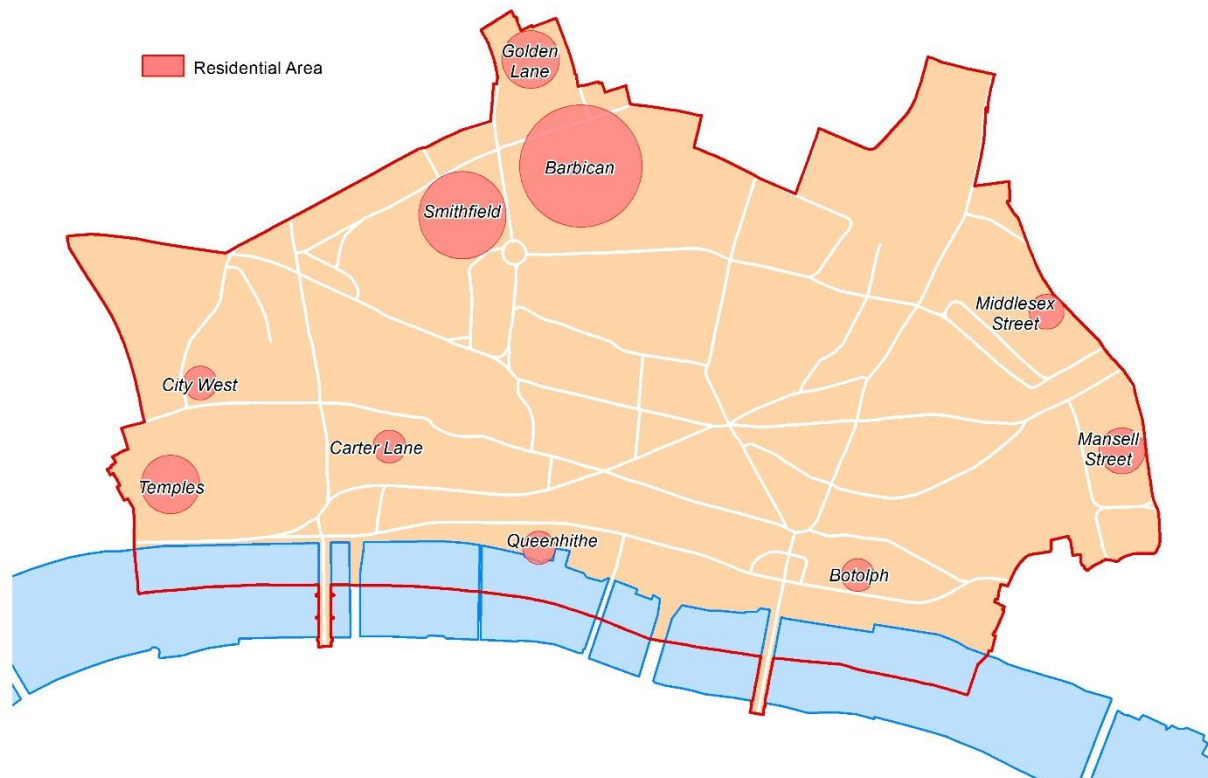 Golden
Lane
Residential Area
Barbican
Smithfield
Middlesex
Street
City West
Carter Lane
Mansell
Street
Temples
Queenhithe
Botolph